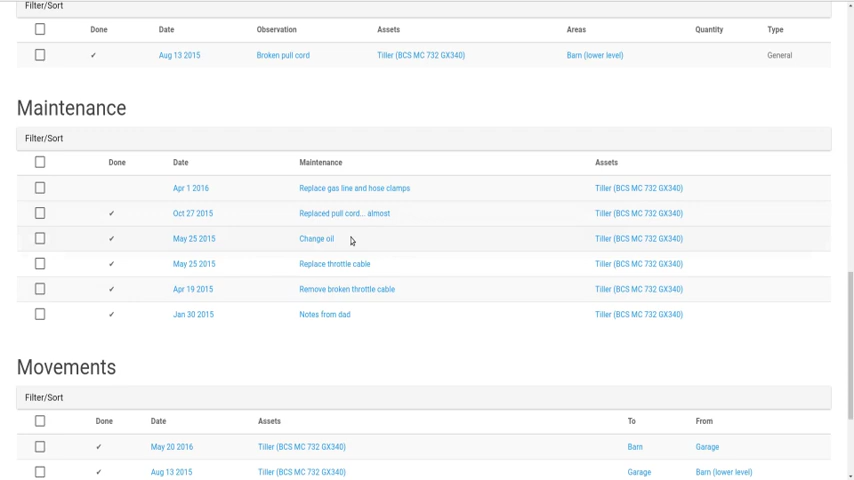 Filter/Sort
Done Date Observation Assets Areas Quantity Type
✓ Aug 13 2015 Broken pull cord Tiller (BCS MC 732 GX340) Barn (lower level) General
Maintenance
Filter/Sort
Done Date Maintenance Assets
Apr 1 2016 Replace gas line and hose clamps Tiller (BCS MC 732 GX340)
✓ Oct 27 2015 Replaced pull cord... almost Tiller (BCS MC 732 GX340)
✓ May 25 2015 Change oil Tiller (BCS MC 732 GX340)
✓ May 25 2015 Replace throttle cable Tiller (BCS MC 732 GX340)
✓ Apr 19 2015 Remove broken throttle cable Tiller (BCS MC 732 GX340)
✓ Jan 30 2015 Notes from dad Tiller (BCS MC 732 GX340)
Movements
Filter/Sort
Done Date Assets To From
✓ May 20 2016 Tiller (BCS MC 732 GX340) Barn Garage
✓ Aug 13 2015 Tiller (BCS MC 732 GX340) Garage Barn (lower level)